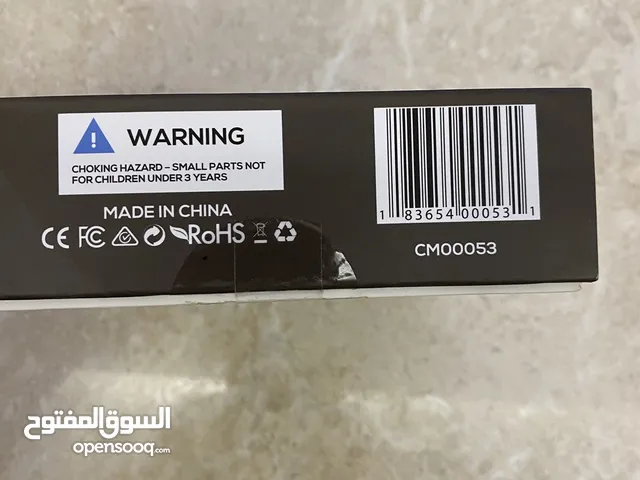 WARNING
CHOKING HAZARD – SMALL PARTS NOT
FOR CHILDREN UNDER 3 YEARS
MADE IN CHINA
CE FC RoHS
1 83654 00053 1
CM00053
السوق المفتوح
opensooq.com